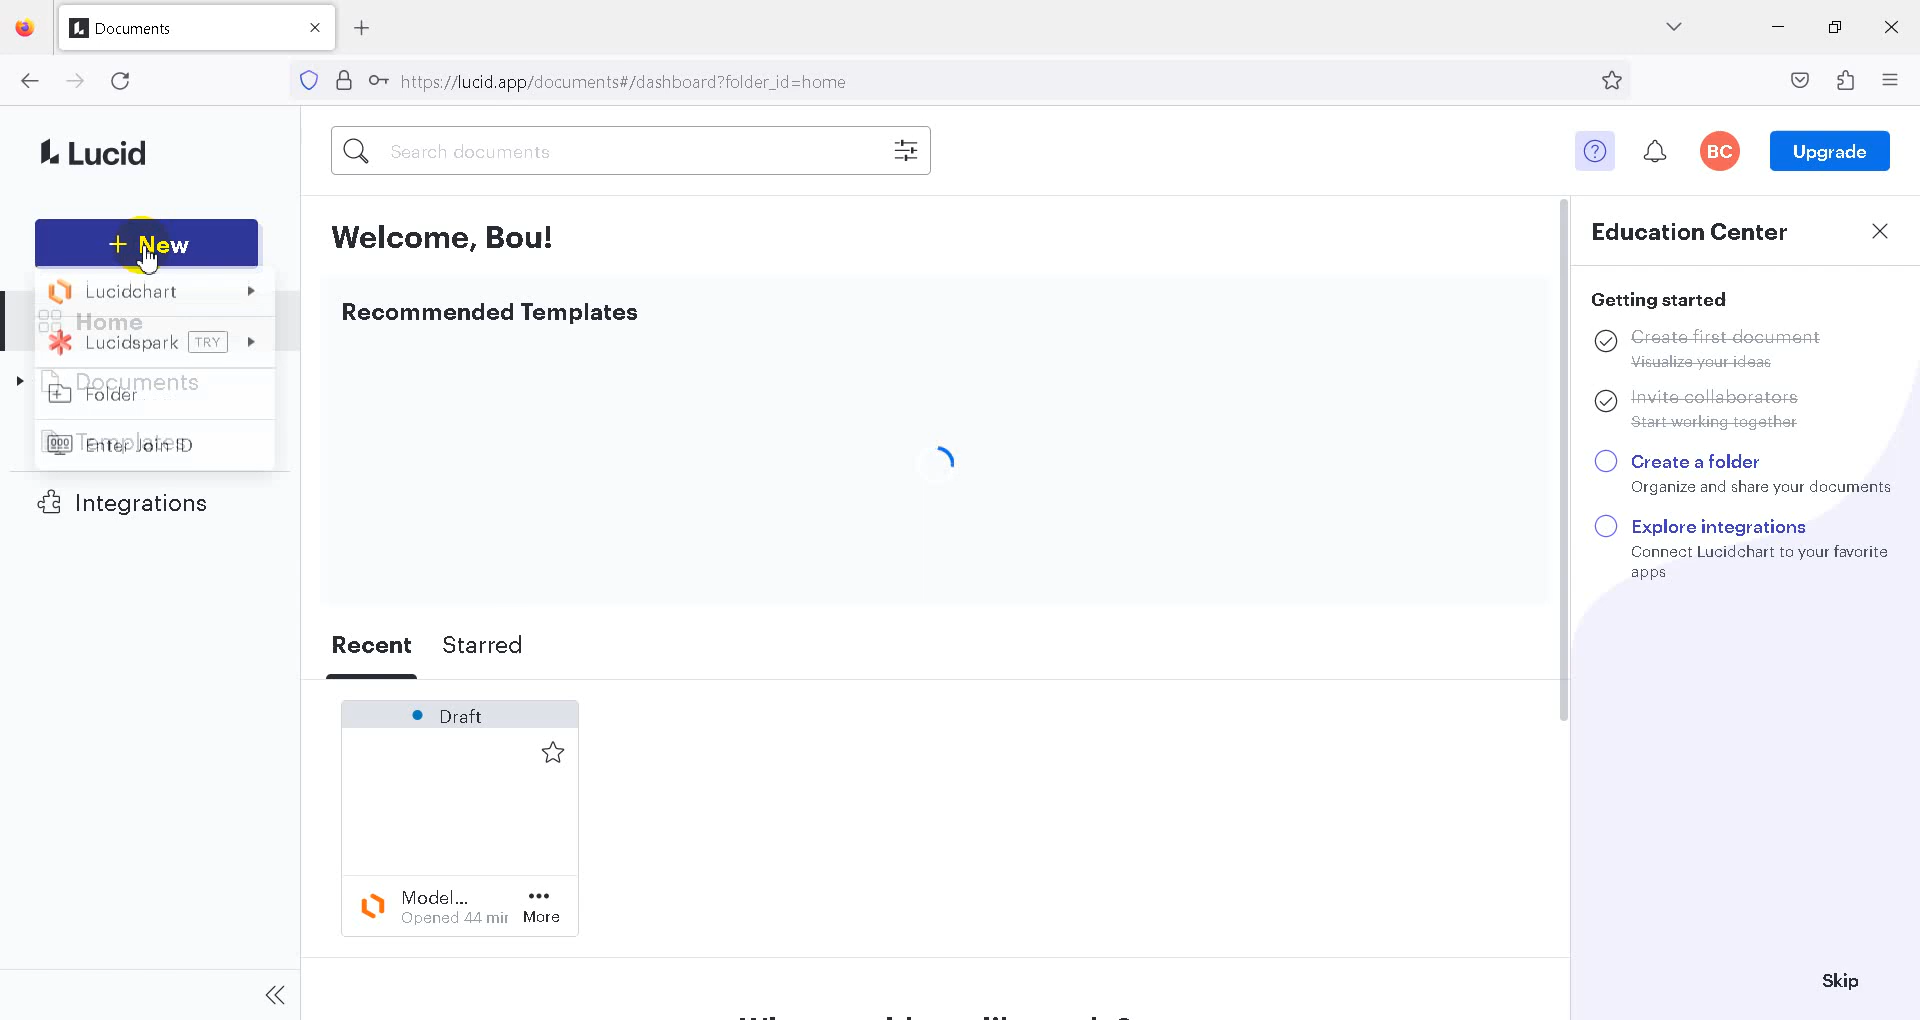 Documents
https://lucid.app/documents#/dashboard?folder_id=home
Lucid
Search documents
?
BC
Upgrade
+ New
Lucidchart
Home
Lucidspark TRY
Documents
Folder
Templates
Enter Join ID
Integrations
Welcome, Bou!
Recommended Templates
Recent
Starred
Draft
Model...
Opened 44 min
More
Education Center
Getting started
Create first document
Visualize your ideas
Invite collaborators
Start working together
Create a folder
Organize and share your documents
Explore integrations
Connect Lucidchart to your favorite
apps
Skip